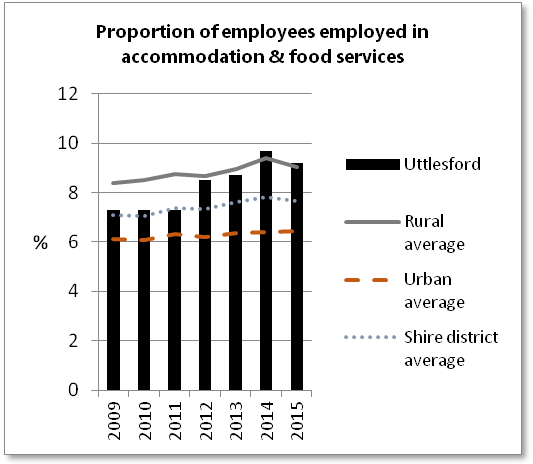 Proportion of employees employed in
accommodation & food services
12
10
8
6
4
2
0
%
2009
2010
2011
2012
2013
2014
2015
Uttlesford
Rural
average
Urban
average
Shire district
average